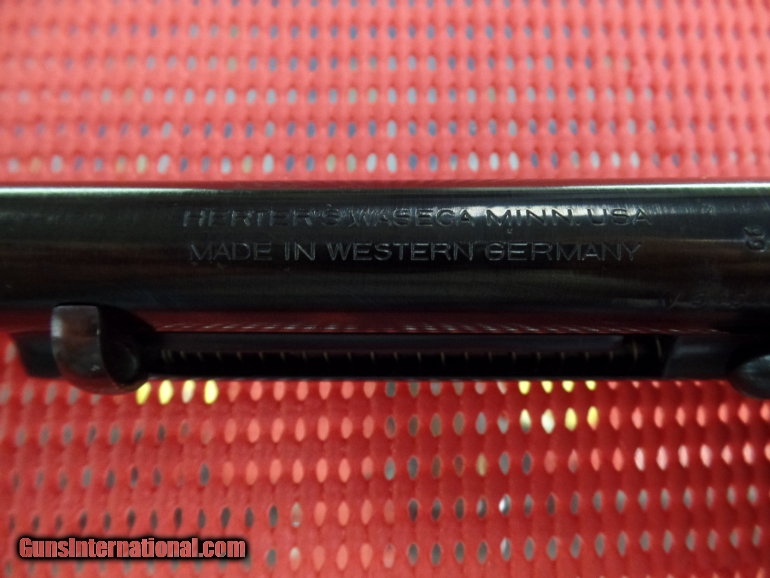 HERTER'S WASECA MINN. USA
MADE IN WESTERN GERMANY
GunsInternational.com